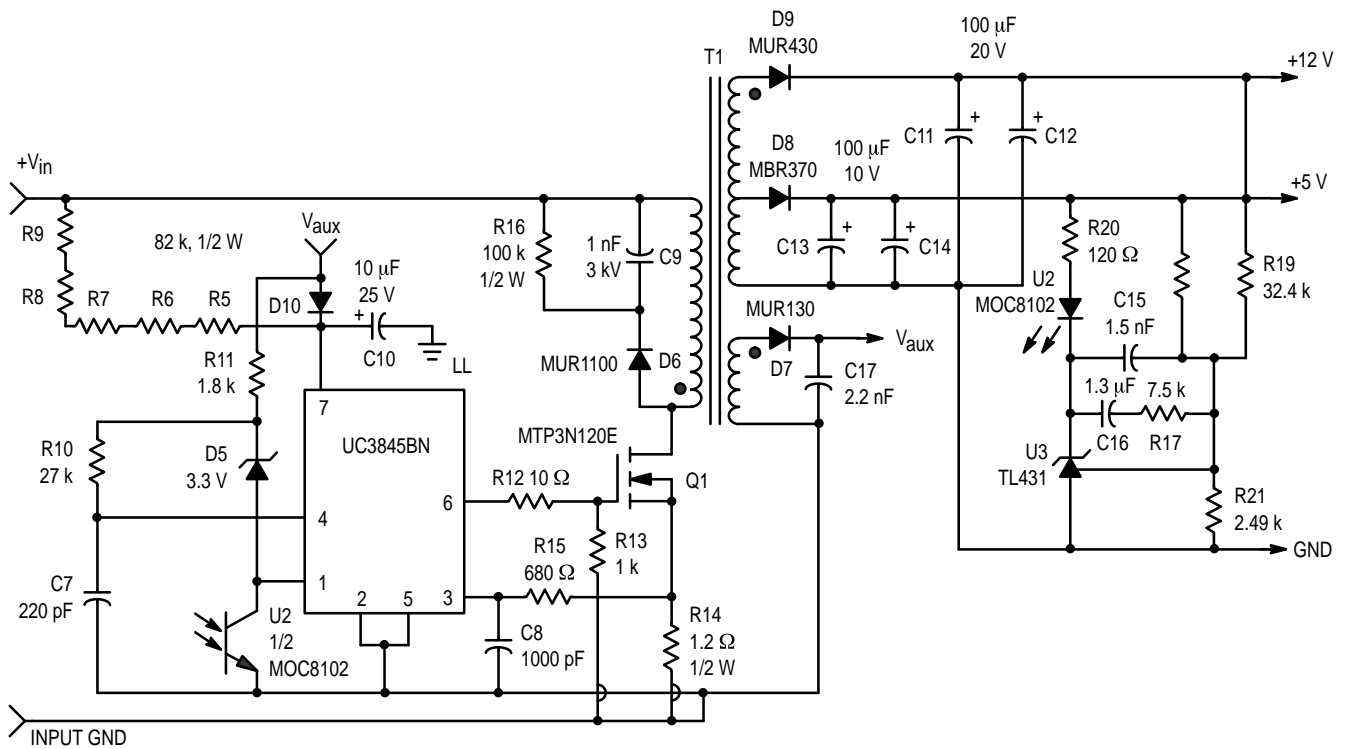 D9
MUR430
100 µF
20 V
T1
+12 V
C11
+
C12
+
D8
MBR370
100 µF
10 V
+5 V
+Vin
R9
82 k, 1/2 W
Vaux
R16
100 k
1/2 W
1 nF
3 kV
C9
C13
+
C14
+
R20
120 Ω
R19
32.4 k
R8
R7
R6
R5
D10
10 µF
25 V
+
C10
U2
MOC8102
C15
1.5 nF
MUR130
D7
Vaux
R11
1.8 k
LL
MUR1100
D6
C17
2.2 nF
1.3 µF
7.5 k
C16
R17
7
UC3845BN
MTP3N120E
R10
27 k
D5
3.3 V
R12 10 Ω
Q1
U3
TL431
6
4
R21
2.49 k
R13
1 k
R15
680 Ω
GND
C7
220 pF
1
2
5
3
U2
1/2
MOC8102
C8
1000 pF
R14
1.2 Ω
1/2 W
INPUT GND